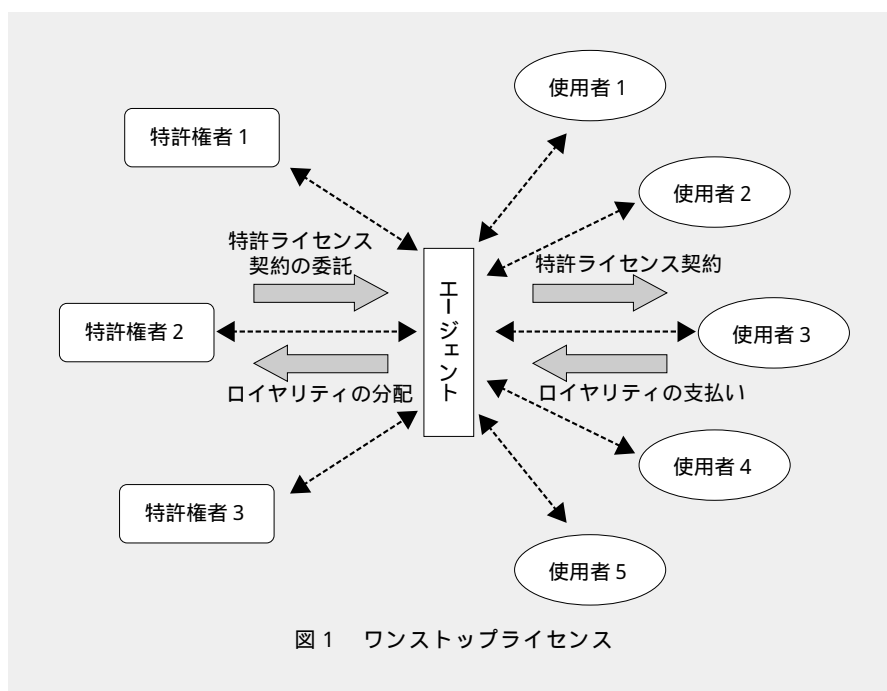 使用者1
特許権者1
使用者2
特許ライセンス
契約の委託
特許ライセンス契約
エージェント
特許権者2
使用者3
ロイヤリティの分配
ロイヤリティの支払い
使用者4
特許権者3
使用者5
図1 ワンストップライセンス